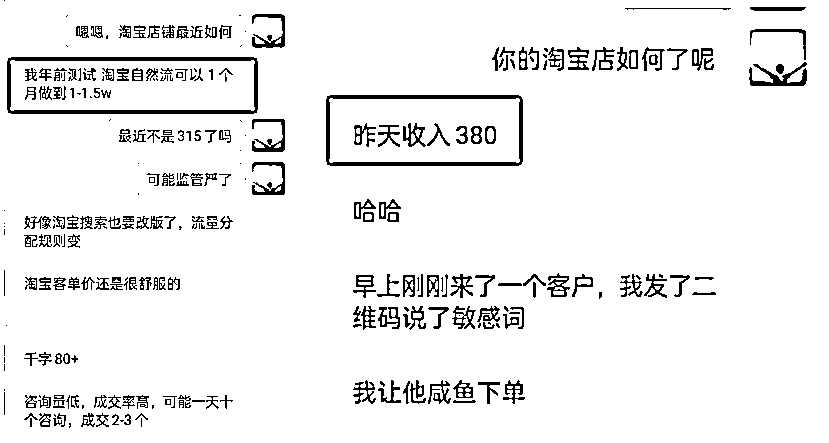 嗯嗯，淘宝店铺最近如何
我年前测试 淘宝自然流可以 1 个
月做到 1-1.5w
最近不是 315 了吗
可能监管严了
好像淘宝搜索也要改版了，流量分
配规则变
淘宝客单价还是很舒服的
千字 80+
咨询量低，成交率高，可能一天十
个咨询，成交 2-3 个
你的淘宝店如何了呢
昨天收入 380
哈哈
早上刚刚来了一个客户，我发了二
维码说了敏感词
我让他咸鱼下单